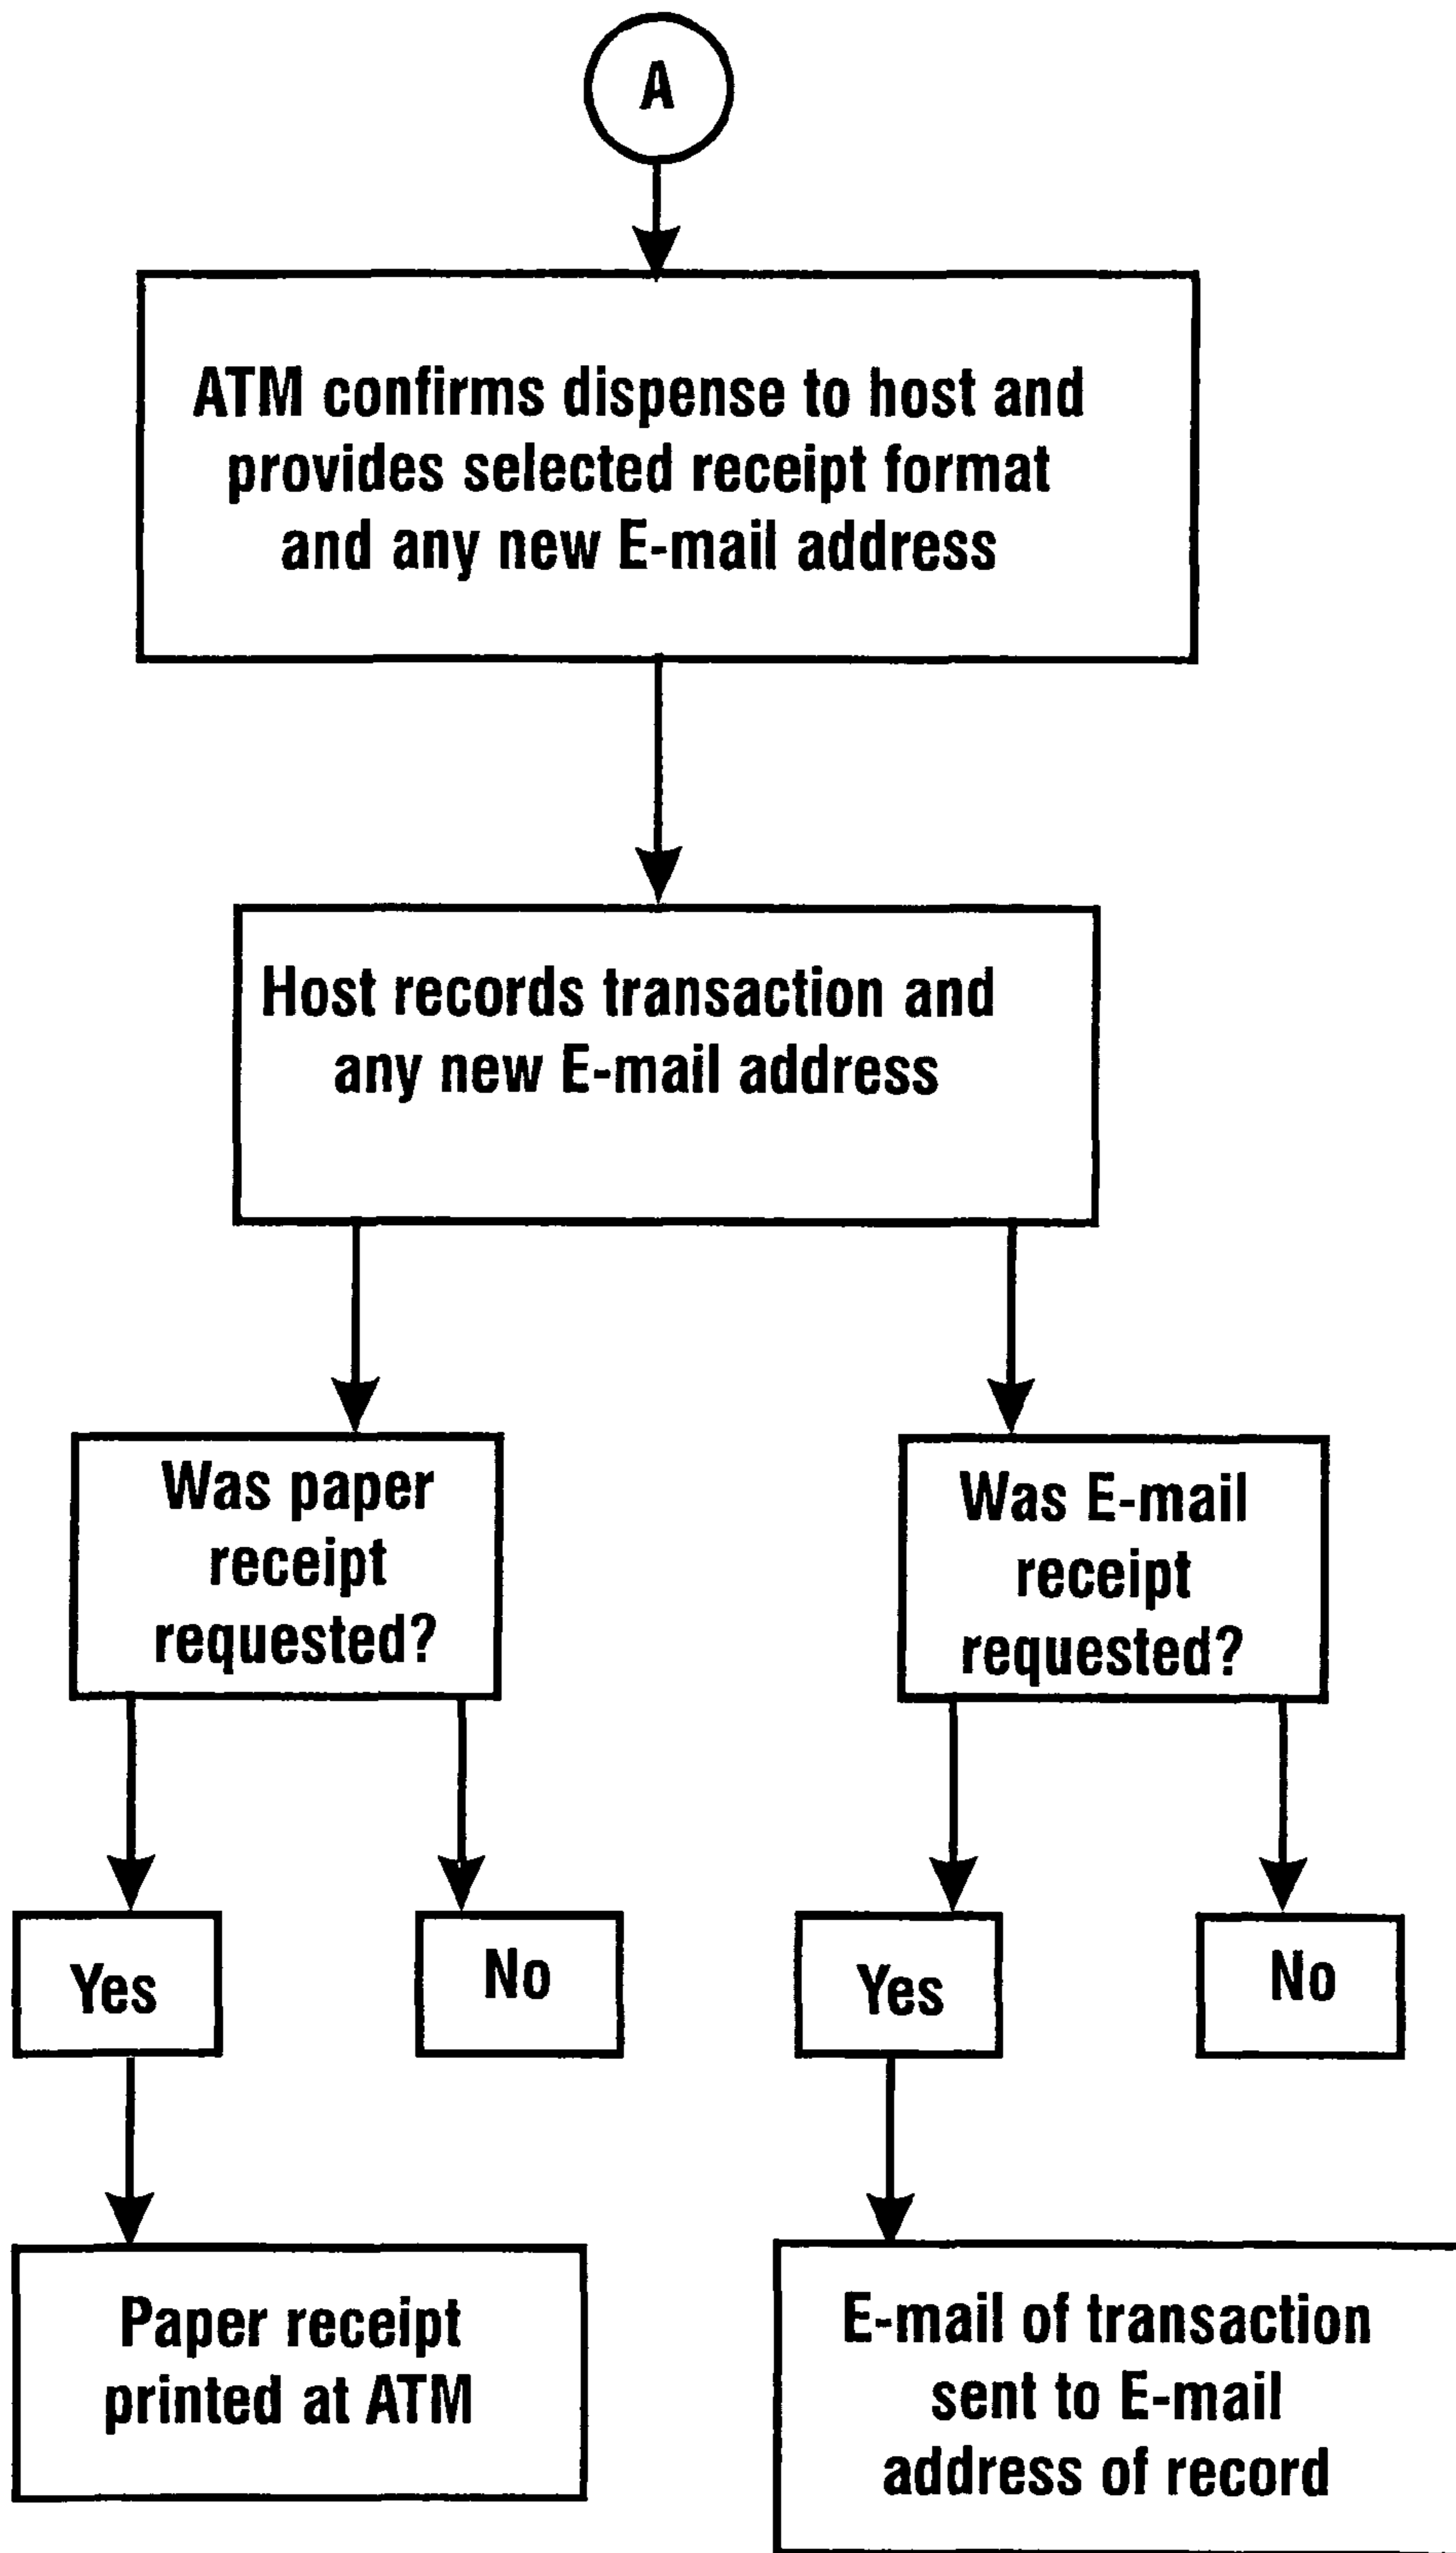 A
ATM confirms dispense to host and
provides selected receipt format
and any new E-mail address
Host records transaction and
any new E-mail address
Was paper
receipt
requested?
Was E-mail
receipt
requested?
Yes
No
Yes
No
Paper receipt
printed at ATM
E-mail of transaction
sent to E-mail
address of record